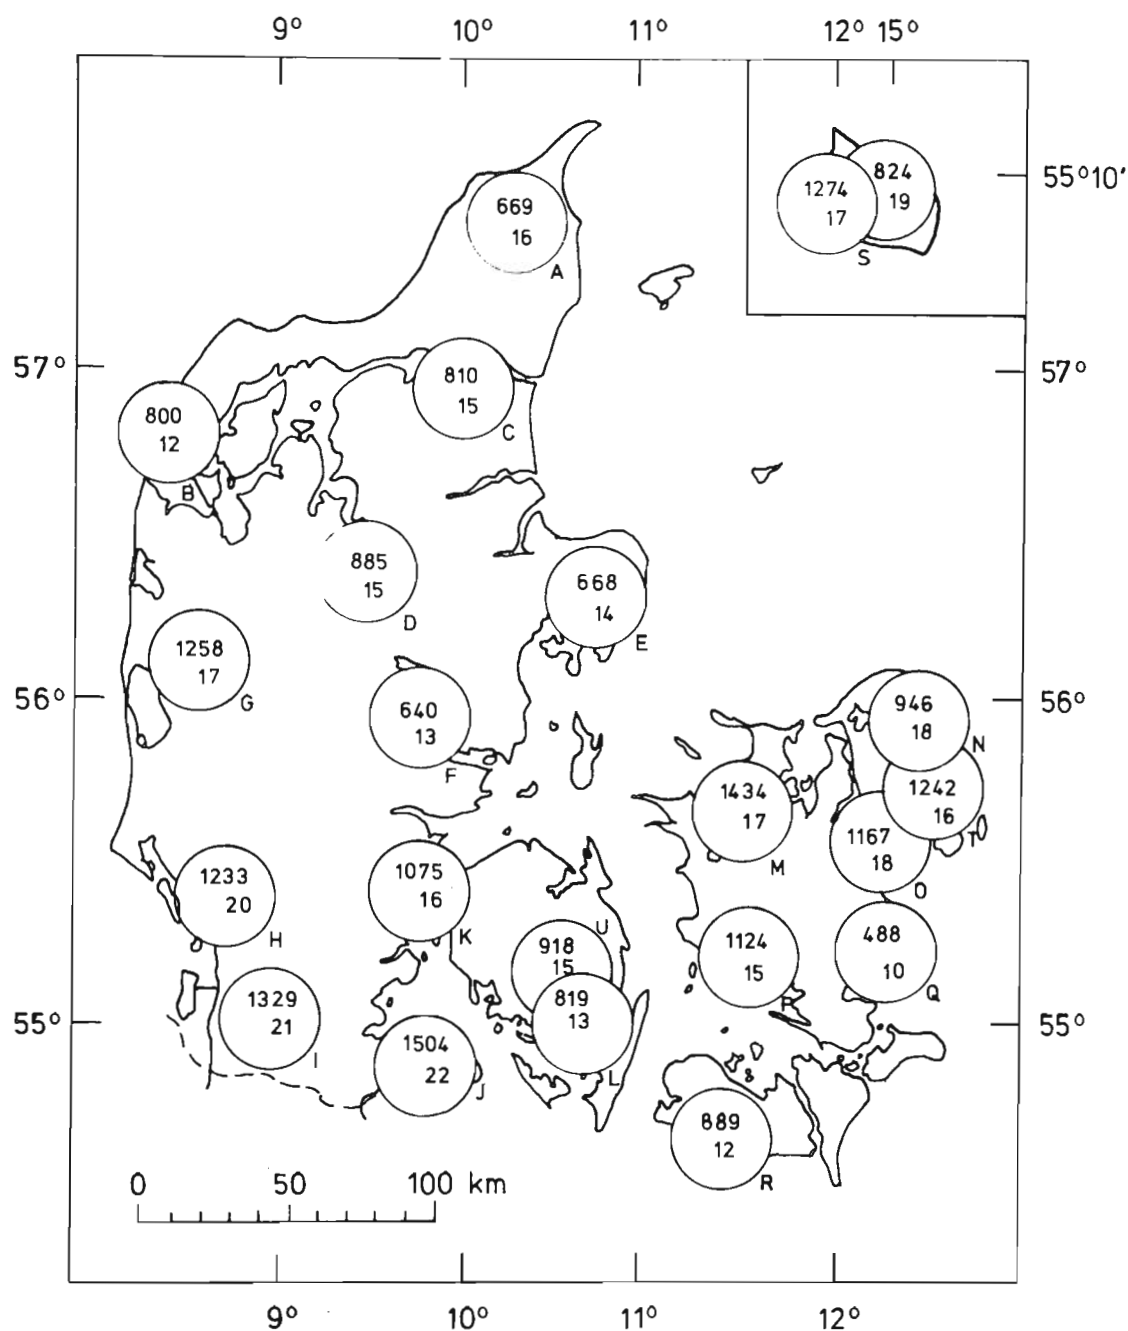 9° 10° 11° 12° 15°
824
19
1274
17
S
55°10'
669
16
A
57°
57°
810
15
C
800
12
B
885
15
D
668
14
E
1258
17
G
56°
56°
640
13
F
946
18
N
1242
16
T
1434
17
M
1167
18
O
1233
20
H
1075
16
K
918
15
U
1124
15
P
488
10
Q
819
13
L
1329
21
I
55°
55°
1504
22
J
889
12
R
0 50 100 km
9° 10° 11° 12°